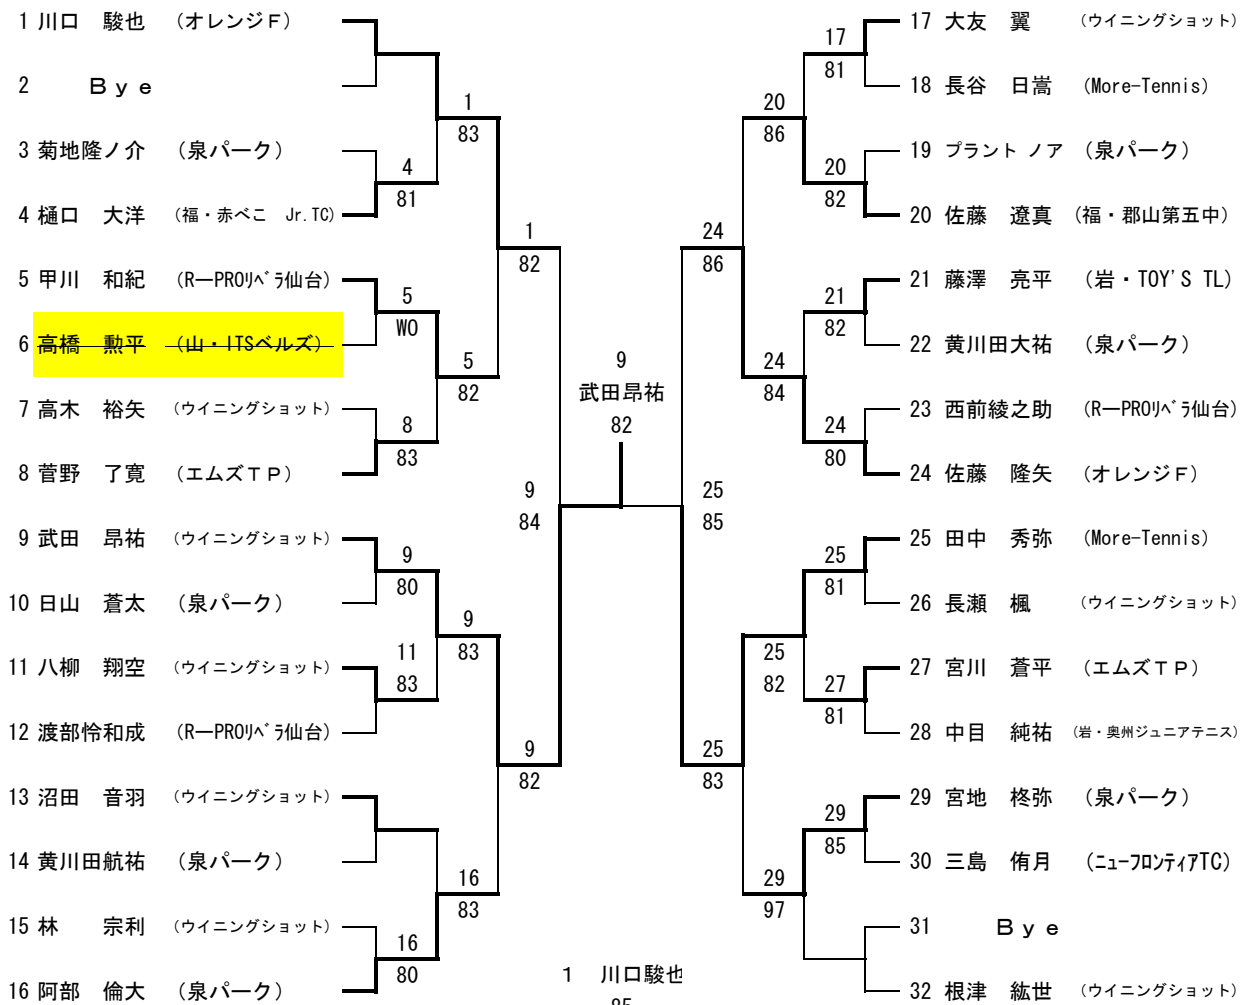 1 川口　駿也　（オレンジＦ）
2　　Ｂｙｅ
1
83
3 菊地隆ノ介　（泉パーク）
4
81
4 樋口　大洋　（福・赤べこ　Jr.TC）
1
82
5 甲川　和紀　（R－PROﾘﾍﾞﾗ仙台）
5
WO
6 高橋　勲平　（山・ITSベルズ）
5
82
7 高木　裕矢　（ウイニングショット）
8
83
8 菅野　了寛　（エムズＴＰ）
9
84
9 武田　昂祐　（ウイニングショット）
9
80
10 日山　蒼太　（泉パーク）
9
83
11 八柳　翔空　（ウイニングショット）
11
83
12 渡部怜和成　（R－PROﾘﾍﾞﾗ仙台）
9
82
13 沼田　音羽　（ウイニングショット）
14 黄川田航祐　（泉パーク）
16
83
15 林　　宗利　（ウイニングショット）
16
80
16 阿部　倫大　（泉パーク）
9
武田昂祐
82
1　川口駿也
85
17 大友　翼　（ウイニングショット）
17
81
18 長谷　日嵩　（More-Tennis）
20
86
19 プラント ノア　（泉パーク）
20
82
20 佐藤　遼真　（福・郡山第五中）
24
86
21 藤澤　亮平　（岩・TOY'S TL）
21
82
22 黄川田大祐　（泉パーク）
24
84
23 西前綾之助　（R－PROﾘﾍﾞﾗ仙台）
24
80
24 佐藤　隆矢　（オレンジＦ）
25
85
25 田中　秀弥　（More-Tennis）
25
81
26 長瀬　楓　（ウイニングショット）
25
82
27 宮川　蒼平　（エムズＴＰ）
27
81
28 中目　純祐　（岩・奥州ジュニアテニス）
25
83
29 宮地　柊弥　（泉パーク）
29
85
30 三島　侑月　（ﾆｭｰﾌﾛﾝﾃｨｱTC）
29
97
31　　Ｂｙｅ
32 根津　紘世　（ウイニングショット）